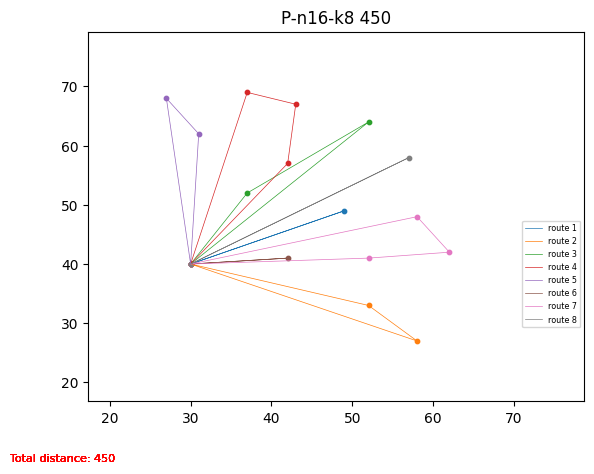 P-n16-k8 450
70
60
50
40
30
20
route 1
route 2
route 3
route 4
route 5
route 6
route 7
route 8
20 30 40 50 60 70
Total distance: 450